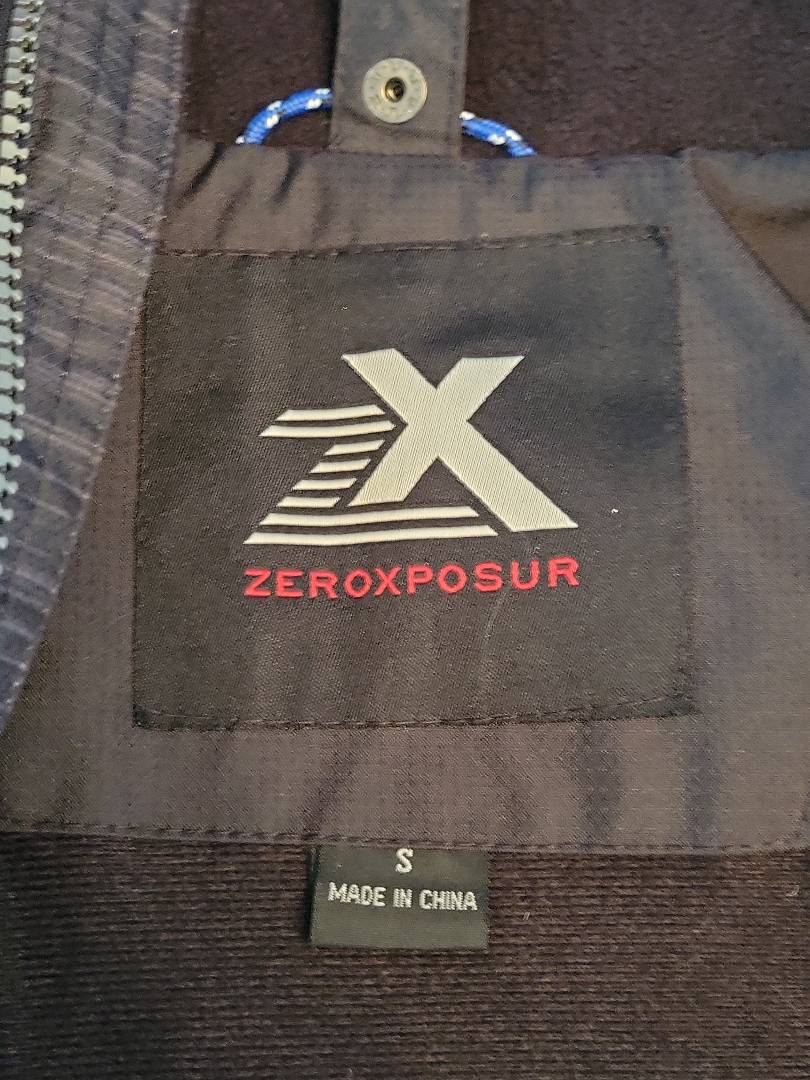 ZX
ZEROXPOSUR
S
MADE IN CHINA